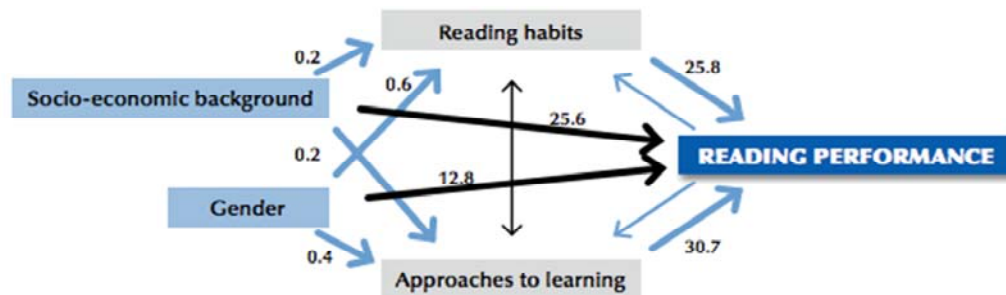 Reading habits
0.2
25.8
0.6
Socio-economic background
25.6
0.2
READING PERFORMANCE
12.8
Gender
0.4
30.7
Approaches to learning